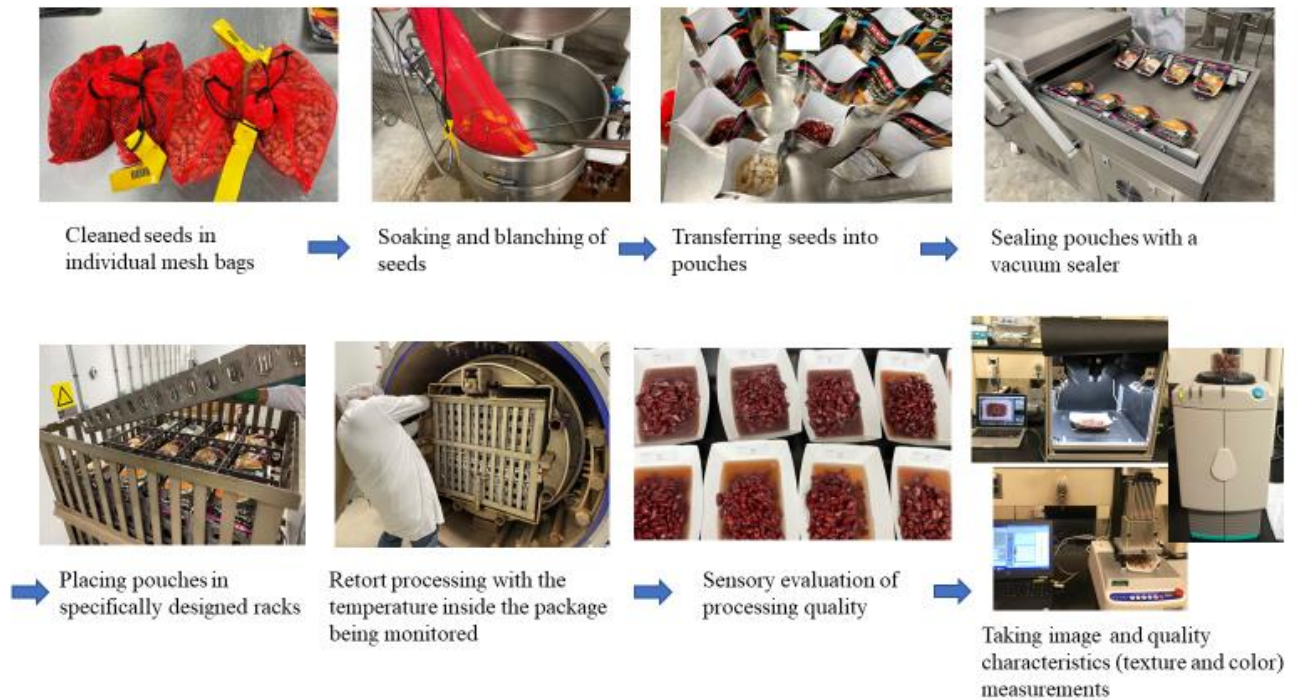 Cleaned seeds in
individual mesh bags
Soaking and blanching of
seeds
Transferring seeds into
pouches
Sealing pouches with a
vacuum sealer
Placing pouches in
specifically designed racks
Retort processing with the
temperature inside the package
being monitored
Sensory evaluation of
processing quality
Taking image and quality
characteristics (texture and color)
measurements